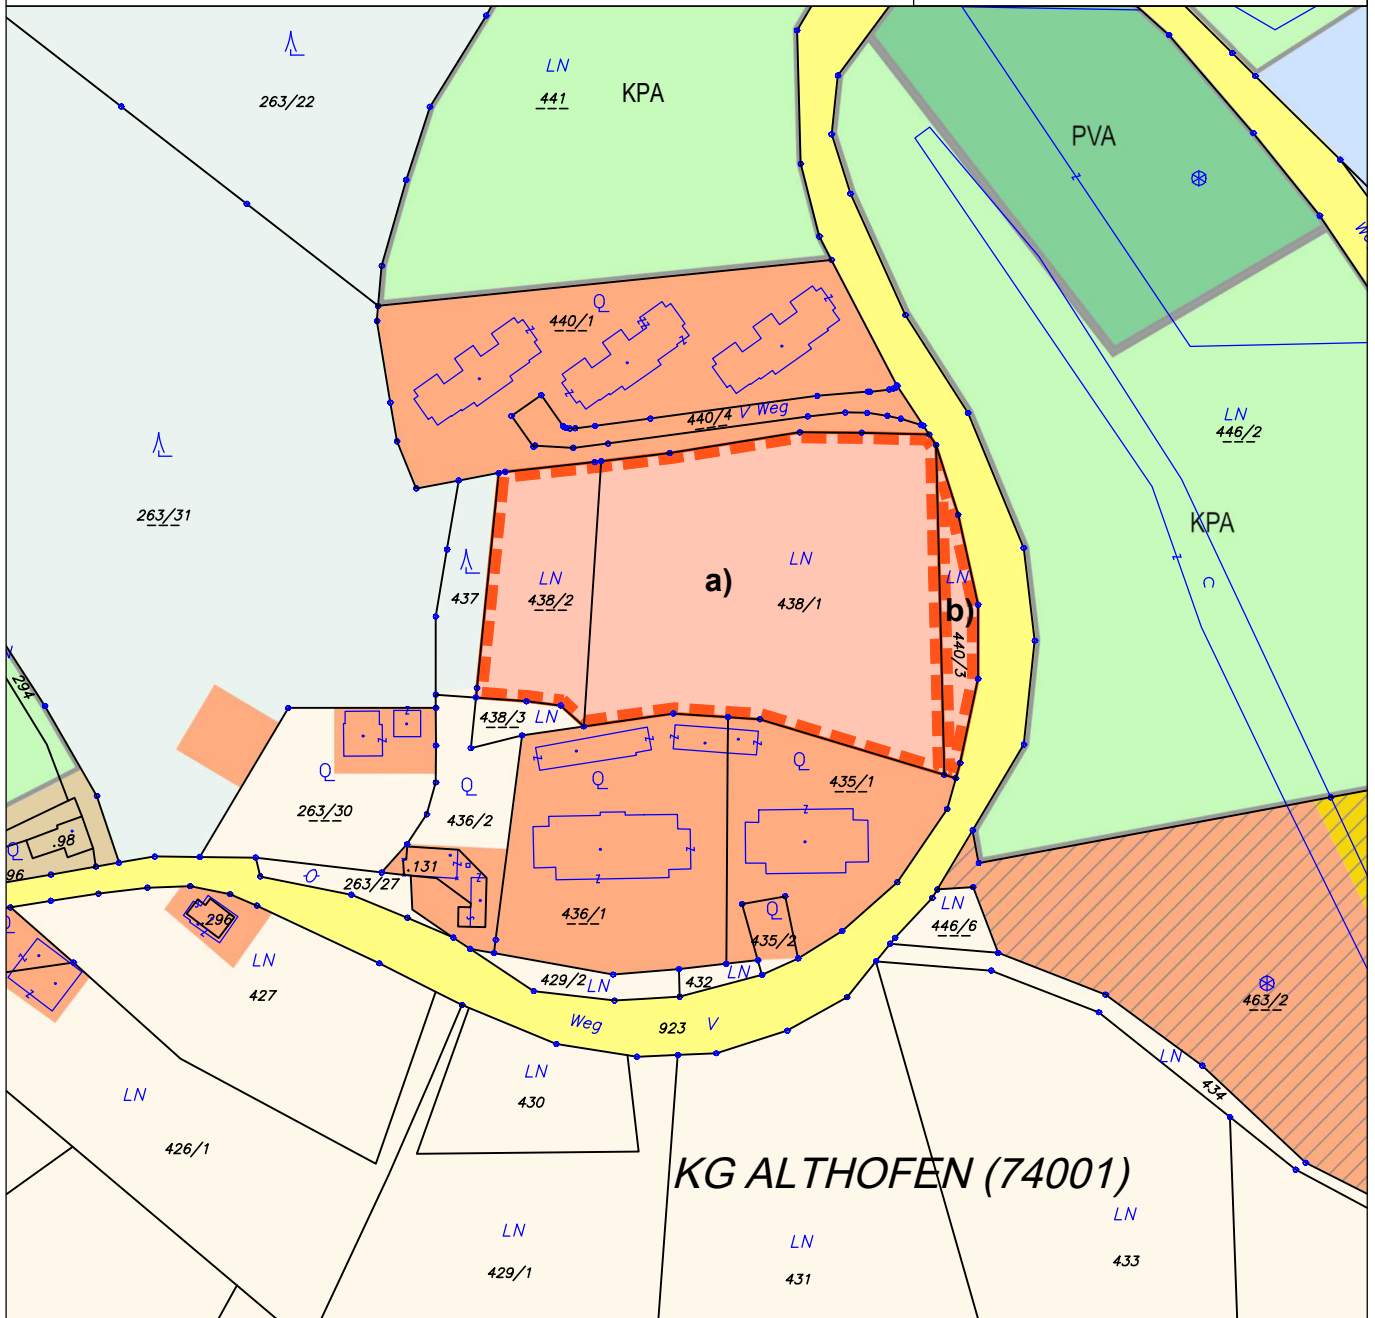 LN
441
KPA
263/22
PVA
Q
440/1
440/4
V Weg
LN
446/2
KPA
263/31
LN
438/2
a)
LN
438/1
LN
b)
440/3
437
294
438/3
LN
Q
263/30
Q
436/2
Q
Q
435/1
.98
Q
96
.131
263/27
.296
436/1
Q
435/2
LN
446/6
LN
427
429/2
LN
432
LN
Weg
923
V
463/2
LN
434
LN
430
LN
426/1
KG ALTHOFEN (74001)
LN
429/1
LN
431
LN
433